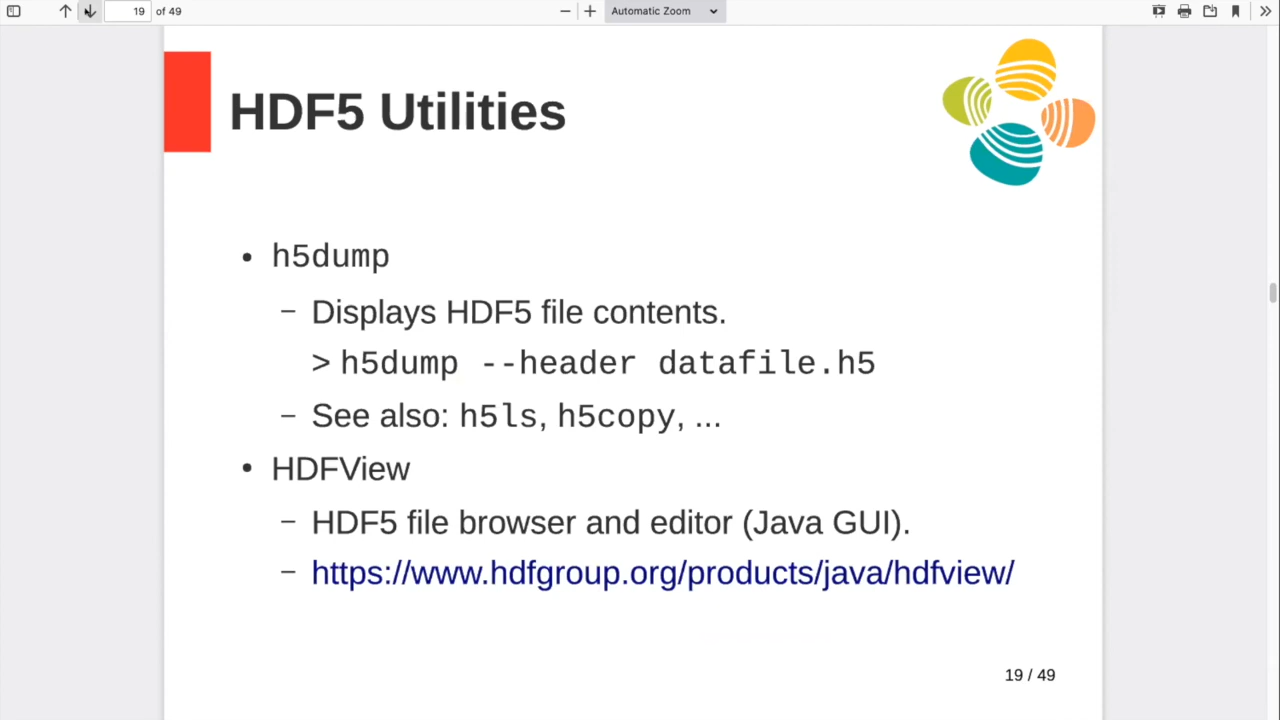 19 of 49 Automatic Zoom
HDF5 Utilities
• h5dump
– Displays HDF5 file contents.
> h5dump --header datafile.h5
– See also: h5ls, h5copy, ...
• HDFView
– HDF5 file browser and editor (Java GUI).
– https://www.hdfgroup.org/products/java/hdfview/
19 / 49